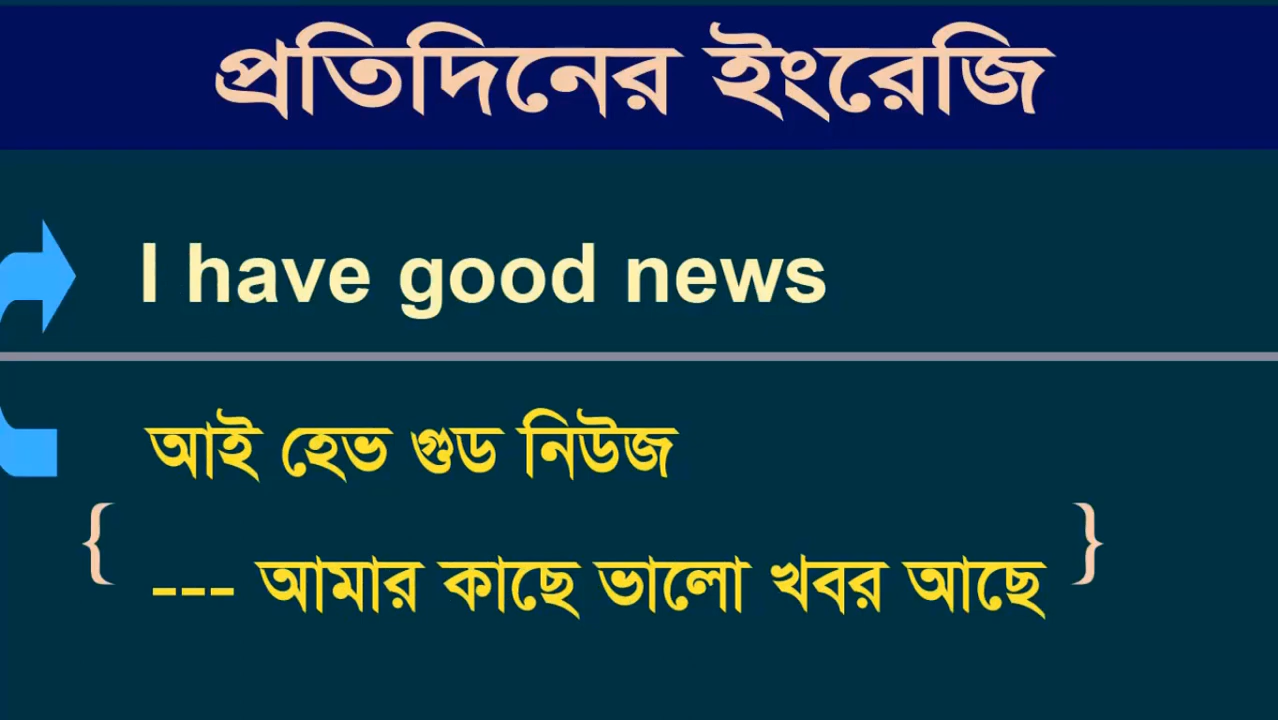 প্রতিদিনের ইংরেজি
I have good news
আই হেভ গুড নিউজ
{ --- আমার কাছে ভালো খবর আছে }